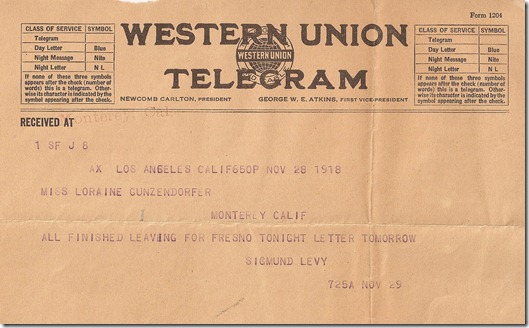 Form 1204
CLASS OF SERVICE SYMBOL
Telegram
Day Letter Blue
Night Message Nite
Night Letter N L
If none of these three symbols appears after the check (number of words) this is a telegram. Otherwise its character is indicated by the symbol appearing after the check.
WESTERN UNION
WESTERN UNION
TELEGRAM
NEWCOMB CARLTON, PRESIDENT GEORGE W. E. ATKINS, FIRST VICE-PRESIDENT
CLASS OF SERVICE SYMBOL
Telegram
Day Letter Blue
Night Message Nite
Night Letter N L
If none of these three symbols appears after the check (number of words) this is a telegram. Otherwise its character is indicated by the symbol appearing after the check.
RECEIVED AT Monterey Cal.
1 SF J 8
AX LOS ANGELES CALIF650P NOV 28 1918
MISS LORAINE GUNZENDORFER
MONTERLY CALIF
ALL FINISHED LEAVING FOR FRESNO TONIGHT LETTER TOMORROW
SIGMUND LEVY
725A NOV 29